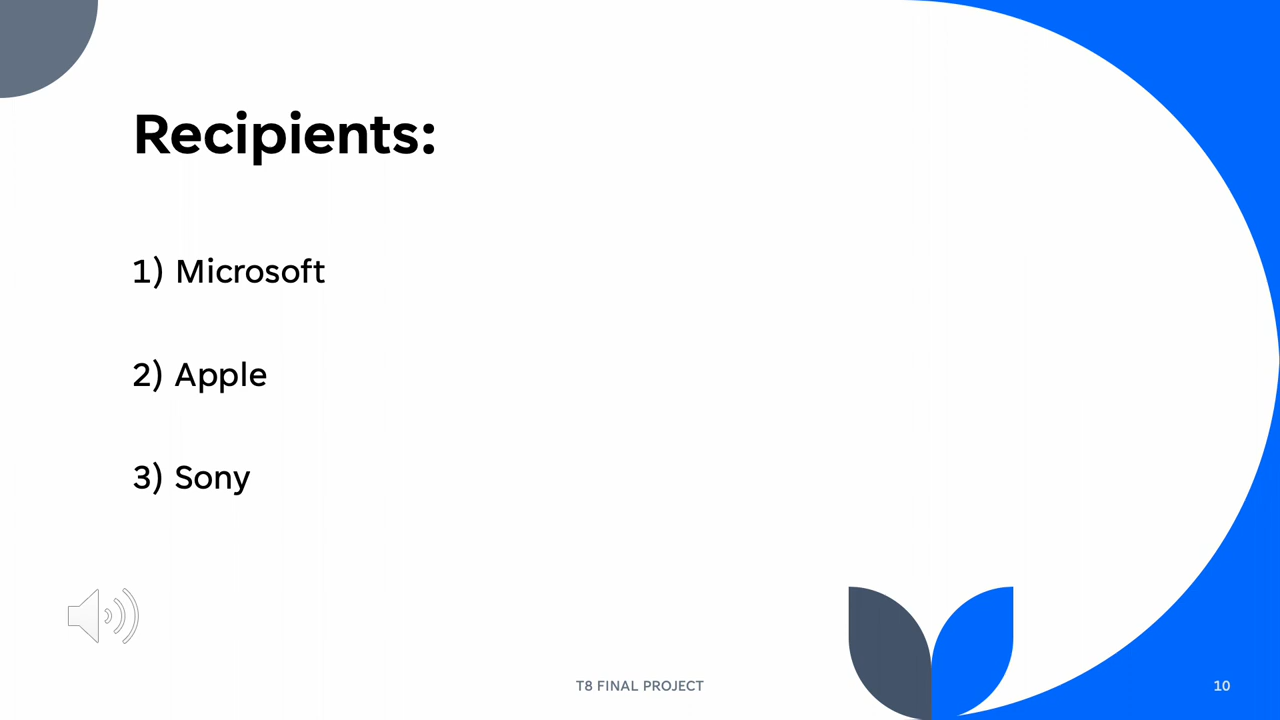 Recipients:
1) Microsoft
2) Apple
3) Sony
T8 FINAL PROJECT
10